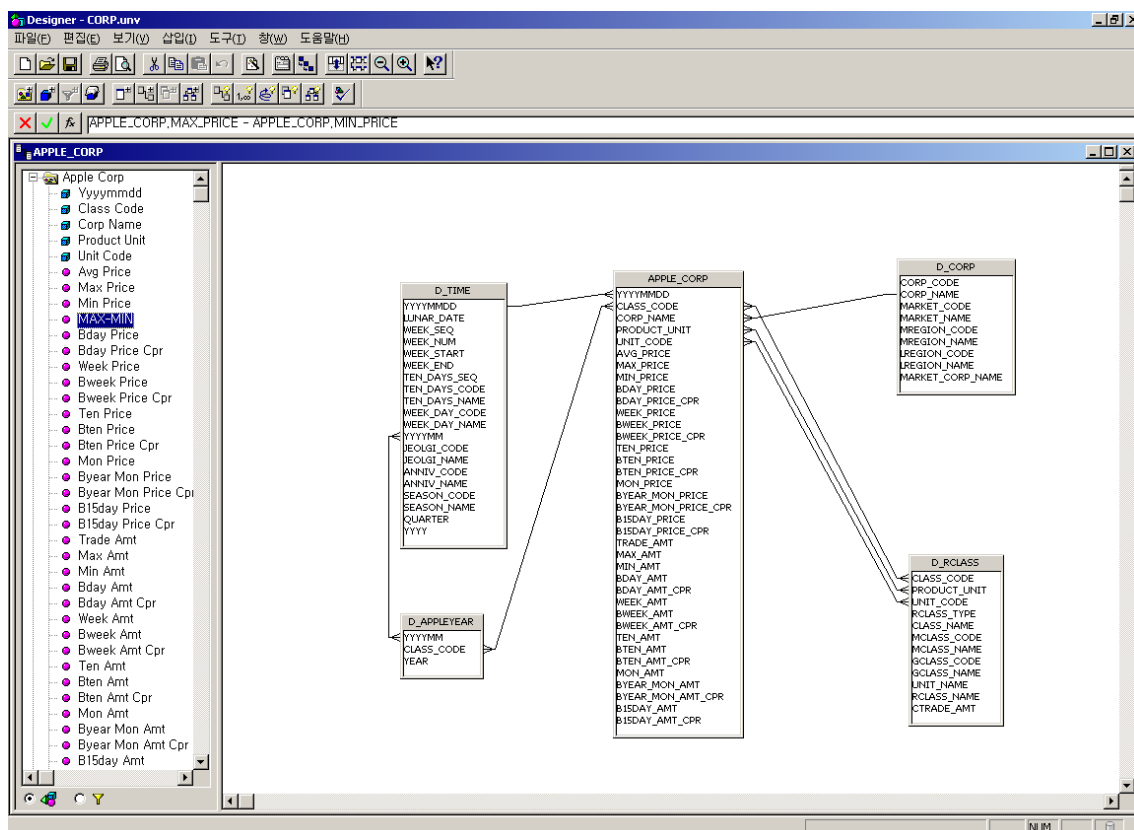 Designer - CORP.unv
파일(F) 편집(E) 보기(V) 삽입(I) 도구(T) 창(W) 도움말(H)
APPLE_CORP.MAX_PRICE - APPLE_CORP.MIN_PRICE
APPLE_CORP
Apple Corp
Yyyymmdd
Class Code
Corp Name
Product Unit
Unit Code
Avg Price
Max Price
Min Price
MAX-MIN
Bday Price
Bday Price Cpr
Week Price
Bweek Price
Bweek Price Cpr
Ten Price
Bten Price
Bten Price Cpr
Mon Price
Byear Mon Price
Byear Mon Price Cpr
B15day Price
B15day Price Cpr
Trade Amt
Max Amt
Min Amt
Bday Amt
Bday Amt Cpr
Week Amt
Bweek Amt
Bweek Amt Cpr
Ten Amt
Bten Amt
Bten Amt Cpr
Mon Amt
Byear Mon Amt
Byear Mon Amt Cpr
B15day Amt
D_TIME
YYYYMMDD
LUNAR_DATE
WEEK_SEQ
WEEK_NUM
WEEK_START
WEEK_END
TEN_DAYS_SEQ
TEN_DAYS_CODE
TEN_DAYS_NAME
WEEK_DAY_CODE
WEEK_DAY_NAME
YYYYMM
JEOLGI_CODE
JEOLGI_NAME
ANNIV_CODE
ANNIV_NAME
SEASON_CODE
SEASON_NAME
QUARTER
YYYY
D_APPLEYEAR
YYYYMM
CLASS_CODE
YEAR
APPLE_CORP
YYYYMMDD
CLASS_CODE
CORP_NAME
PRODUCT_UNIT
UNIT_CODE
AVG_PRICE
MAX_PRICE
MIN_PRICE
BDAY_PRICE
BDAY_PRICE_CPR
WEEK_PRICE
BWEEK_PRICE
BWEEK_PRICE_CPR
TEN_PRICE
BTEN_PRICE
BTEN_PRICE_CPR
MON_PRICE
BYEAR_MON_PRICE
BYEAR_MON_PRICE_CPR
B15DAY_PRICE
B15DAY_PRICE_CPR
TRADE_AMT
MAX_AMT
MIN_AMT
BDAY_AMT
BDAY_AMT_CPR
WEEK_AMT
BWEEK_AMT
BWEEK_AMT_CPR
TEN_AMT
BTEN_AMT
BTEN_AMT_CPR
MON_AMT
BYEAR_MON_AMT
BYEAR_MON_AMT_CPR
B15DAY_AMT
B15DAY_AMT_CPR
D_CORP
CORP_CODE
CORP_NAME
MARKET_CODE
MARKET_NAME
MREGION_CODE
MREGION_NAME
LREGION_CODE
LREGION_NAME
MARKET_CORP_NAME
D_RCLASS
CLASS_CODE
PRODUCT_UNIT
UNIT_CODE
RCLASS_TYPE
CLASS_NAME
MCLASS_CODE
MCLASS_NAME
GCLASS_CODE
GCLASS_NAME
UNIT_NAME
RCLASS_NAME
CTRADE_AMT
NUM